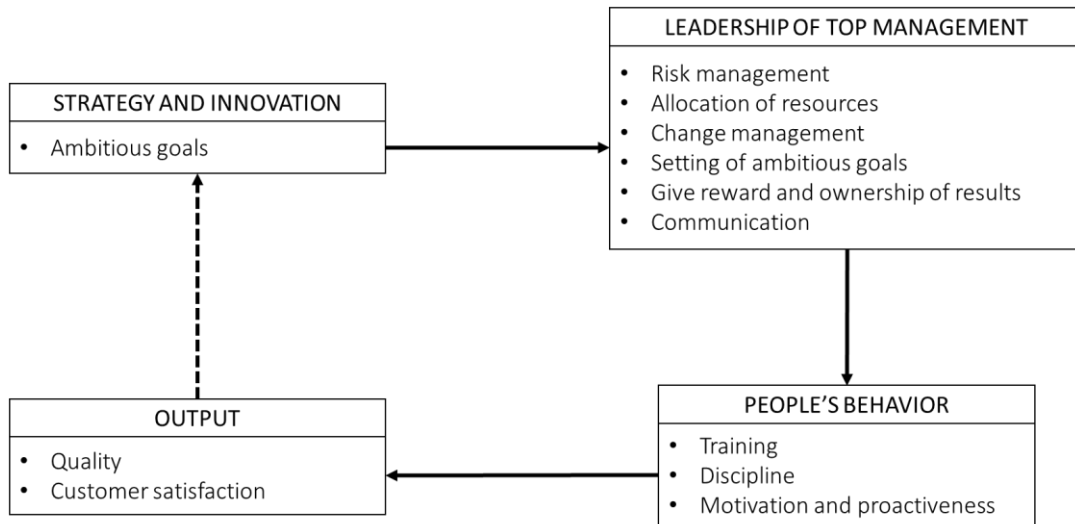 STRATEGY AND INNOVATION
• Ambitious goals
LEADERSHIP OF TOP MANAGEMENT
• Risk management
• Allocation of resources
• Change management
• Setting of ambitious goals
• Give reward and ownership of results
• Communication
PEOPLE’S BEHAVIOR
• Training
• Discipline
• Motivation and proactiveness
OUTPUT
• Quality
• Customer satisfaction